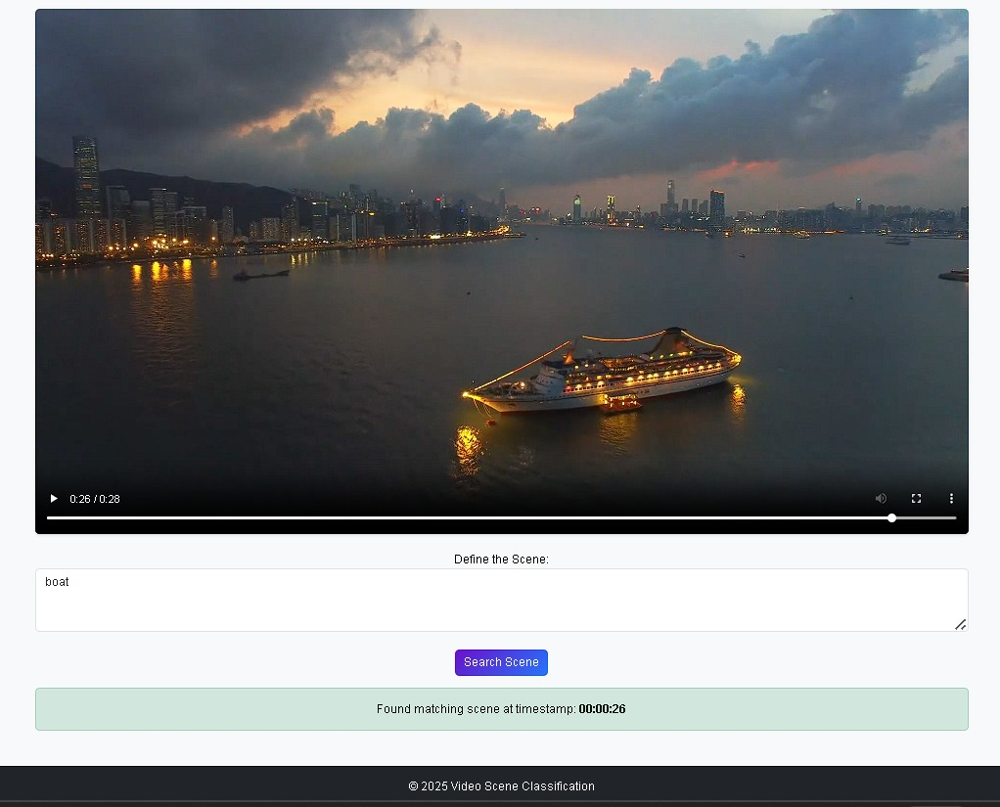 0:26 / 0:28
Define the Scene:
boat
Search Scene
Found matching scene at timestamp: 00:00:26
© 2025 Video Scene Classification